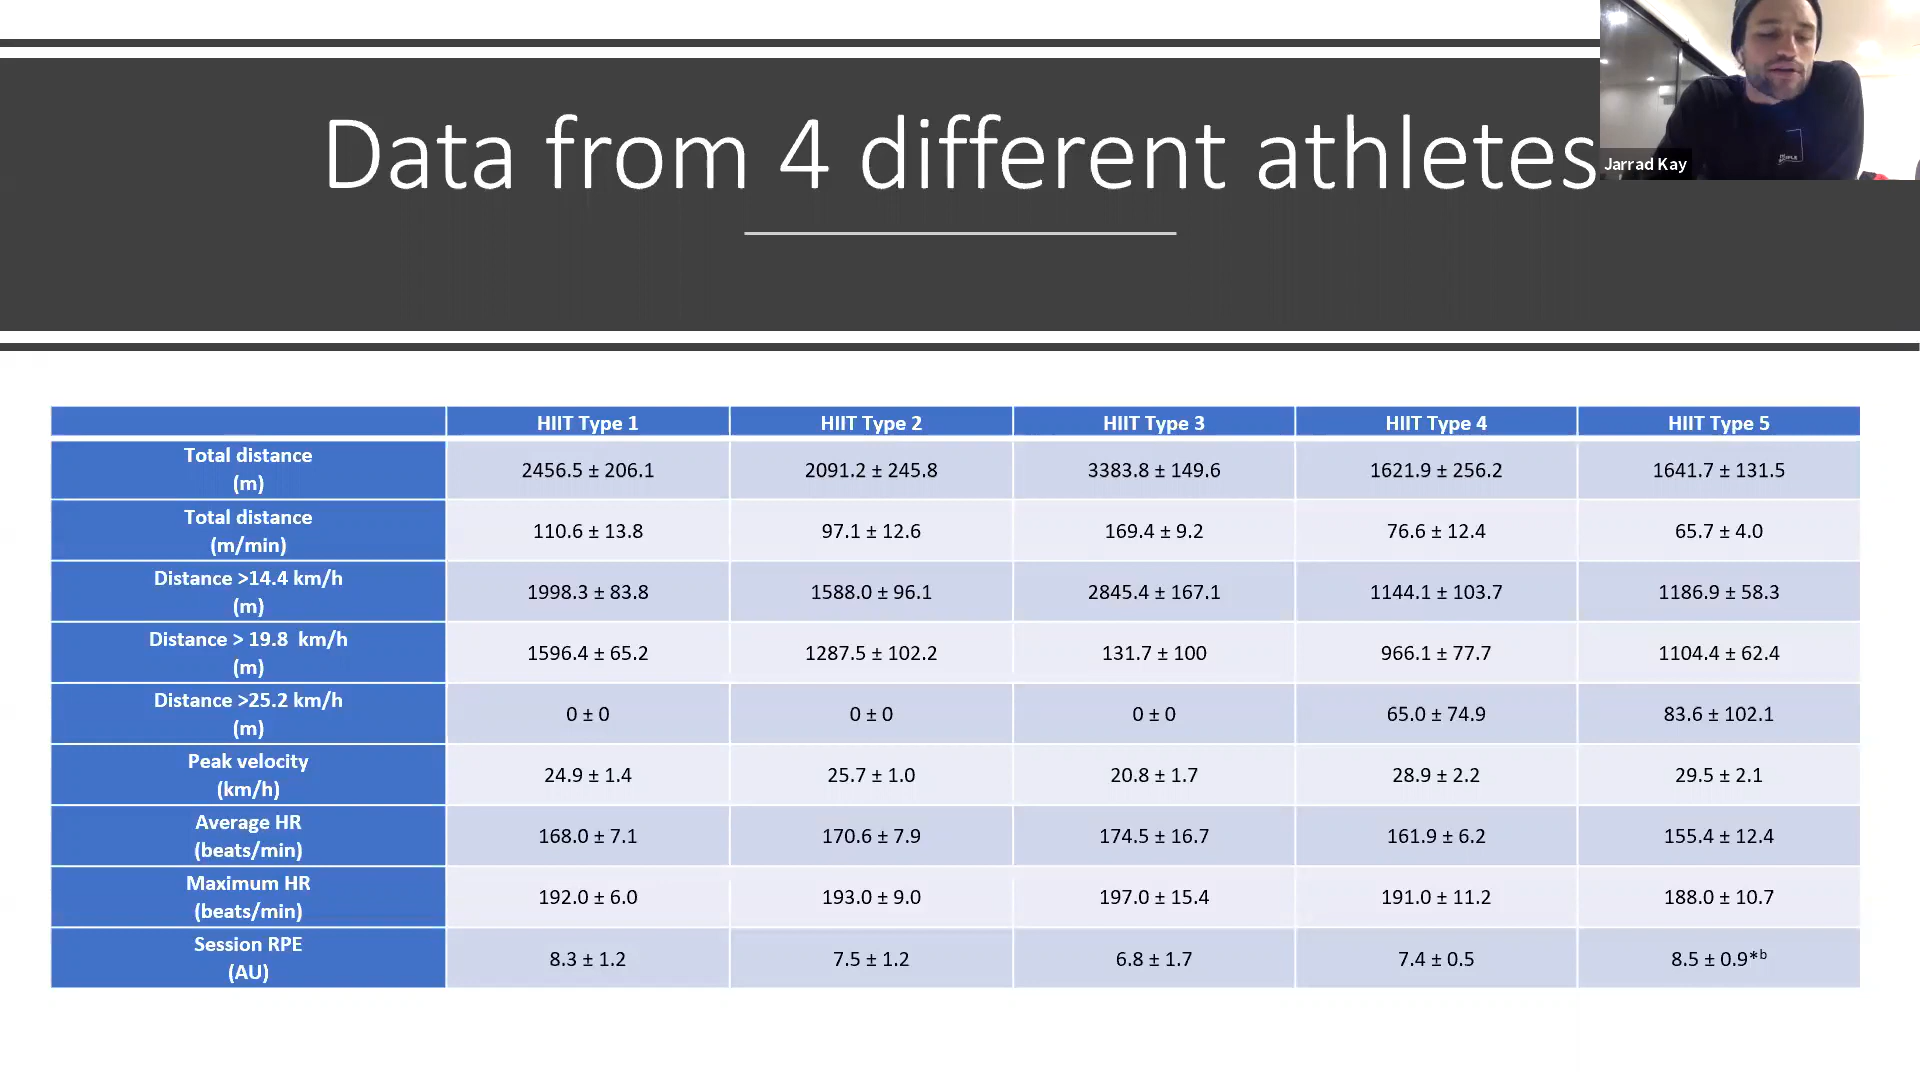 Data from 4 different athletes
Jarrad Kay
HIIT Type 1 HIIT Type 2 HIIT Type 3 HIIT Type 4 HIIT Type 5
Total distance
(m) 2456.5 ± 206.1 2091.2 ± 245.8 3383.8 ± 149.6 1621.9 ± 256.2 1641.7 ± 131.5
Total distance
(m/min) 110.6 ± 13.8 97.1 ± 12.6 169.4 ± 9.2 76.6 ± 12.4 65.7 ± 4.0
Distance >14.4 km/h
(m) 1998.3 ± 83.8 1588.0 ± 96.1 2845.4 ± 167.1 1144.1 ± 103.7 1186.9 ± 58.3
Distance > 19.8 km/h
(m) 1596.4 ± 65.2 1287.5 ± 102.2 131.7 ± 100 966.1 ± 77.7 1104.4 ± 62.4
Distance >25.2 km/h
(m) 0 ± 0 0 ± 0 0 ± 0 65.0 ± 74.9 83.6 ± 102.1
Peak velocity
(km/h) 24.9 ± 1.4 25.7 ± 1.0 20.8 ± 1.7 28.9 ± 2.2 29.5 ± 2.1
Average HR
(beats/min) 168.0 ± 7.1 170.6 ± 7.9 174.5 ± 16.7 161.9 ± 6.2 155.4 ± 12.4
Maximum HR
(beats/min) 192.0 ± 6.0 193.0 ± 9.0 197.0 ± 15.4 191.0 ± 11.2 188.0 ± 10.7
Session RPE
(AU) 8.3 ± 1.2 7.5 ± 1.2 6.8 ± 1.7 7.4 ± 0.5 8.5 ± 0.9*ᵇ